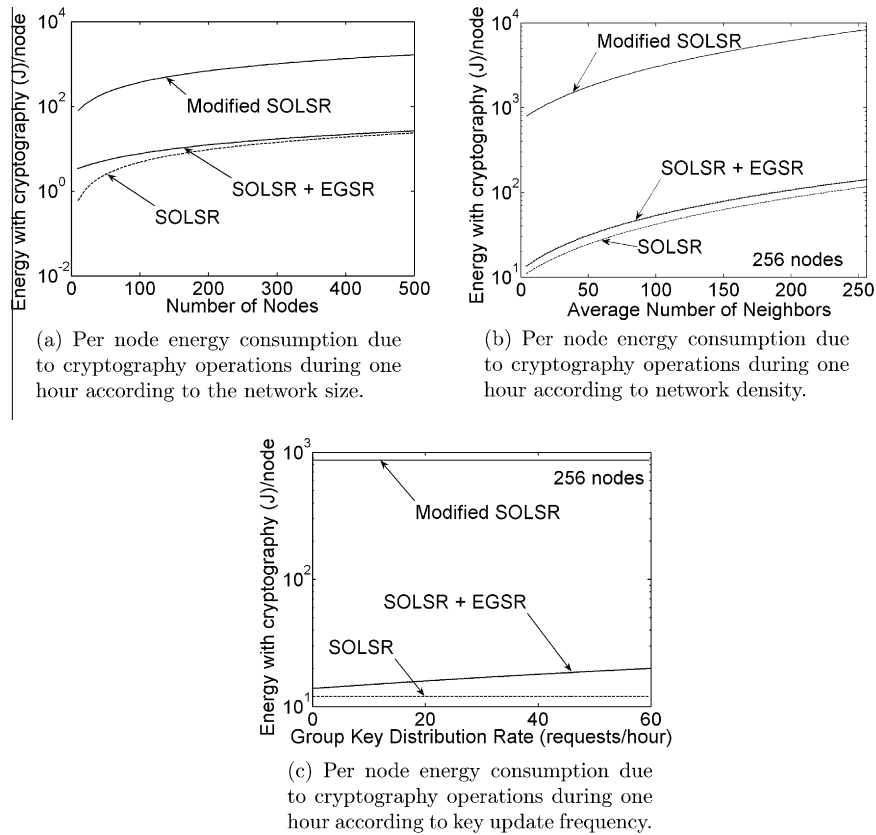 Energy with cryptography (J)/node
10^4
10^2
10^0
10^-2
Modified SOLSR
SOLSR + EGSR
SOLSR
0 100 200 300 400 500
Number of Nodes
(a) Per node energy consumption due
to cryptography operations during one
hour according to the network size.
Energy with cryptography (J)/node
10^4
10^3
10^2
10^1
Modified SOLSR
SOLSR + EGSR
SOLSR
256 nodes
0 50 100 150 200 250
Average Number of Neighbors
(b) Per node energy consumption due
to cryptography operations during one
hour according to network density.
Energy with cryptography (J)/node
10^3
10^2
10^1
256 nodes
Modified SOLSR
SOLSR + EGSR
SOLSR
0 20 40 60
Group Key Distribution Rate (requests/hour)
(c) Per node energy consumption due
to cryptography operations during one
hour according to key update frequency.